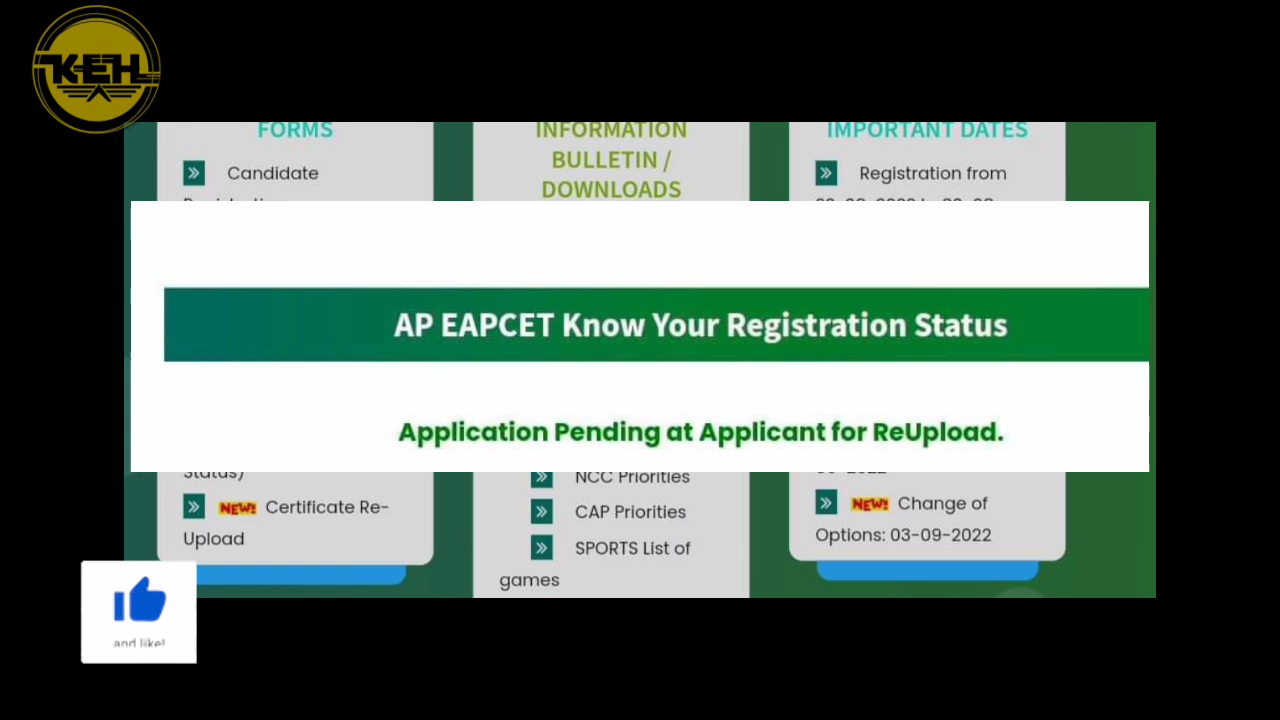 KEH
FORMS
Candidate
INFORMATION
BULLETIN /
DOWNLOADS
IMPORTANT DATES
Registration from
AP EAPCET Know Your Registration Status
Application Pending at Applicant for ReUpload.
Status)
NEW! Certificate Re-
Upload
NCC Priorities
CAP Priorities
SPORTS List of
games
NEW! Change of
Options: 03-09-2022
and like!